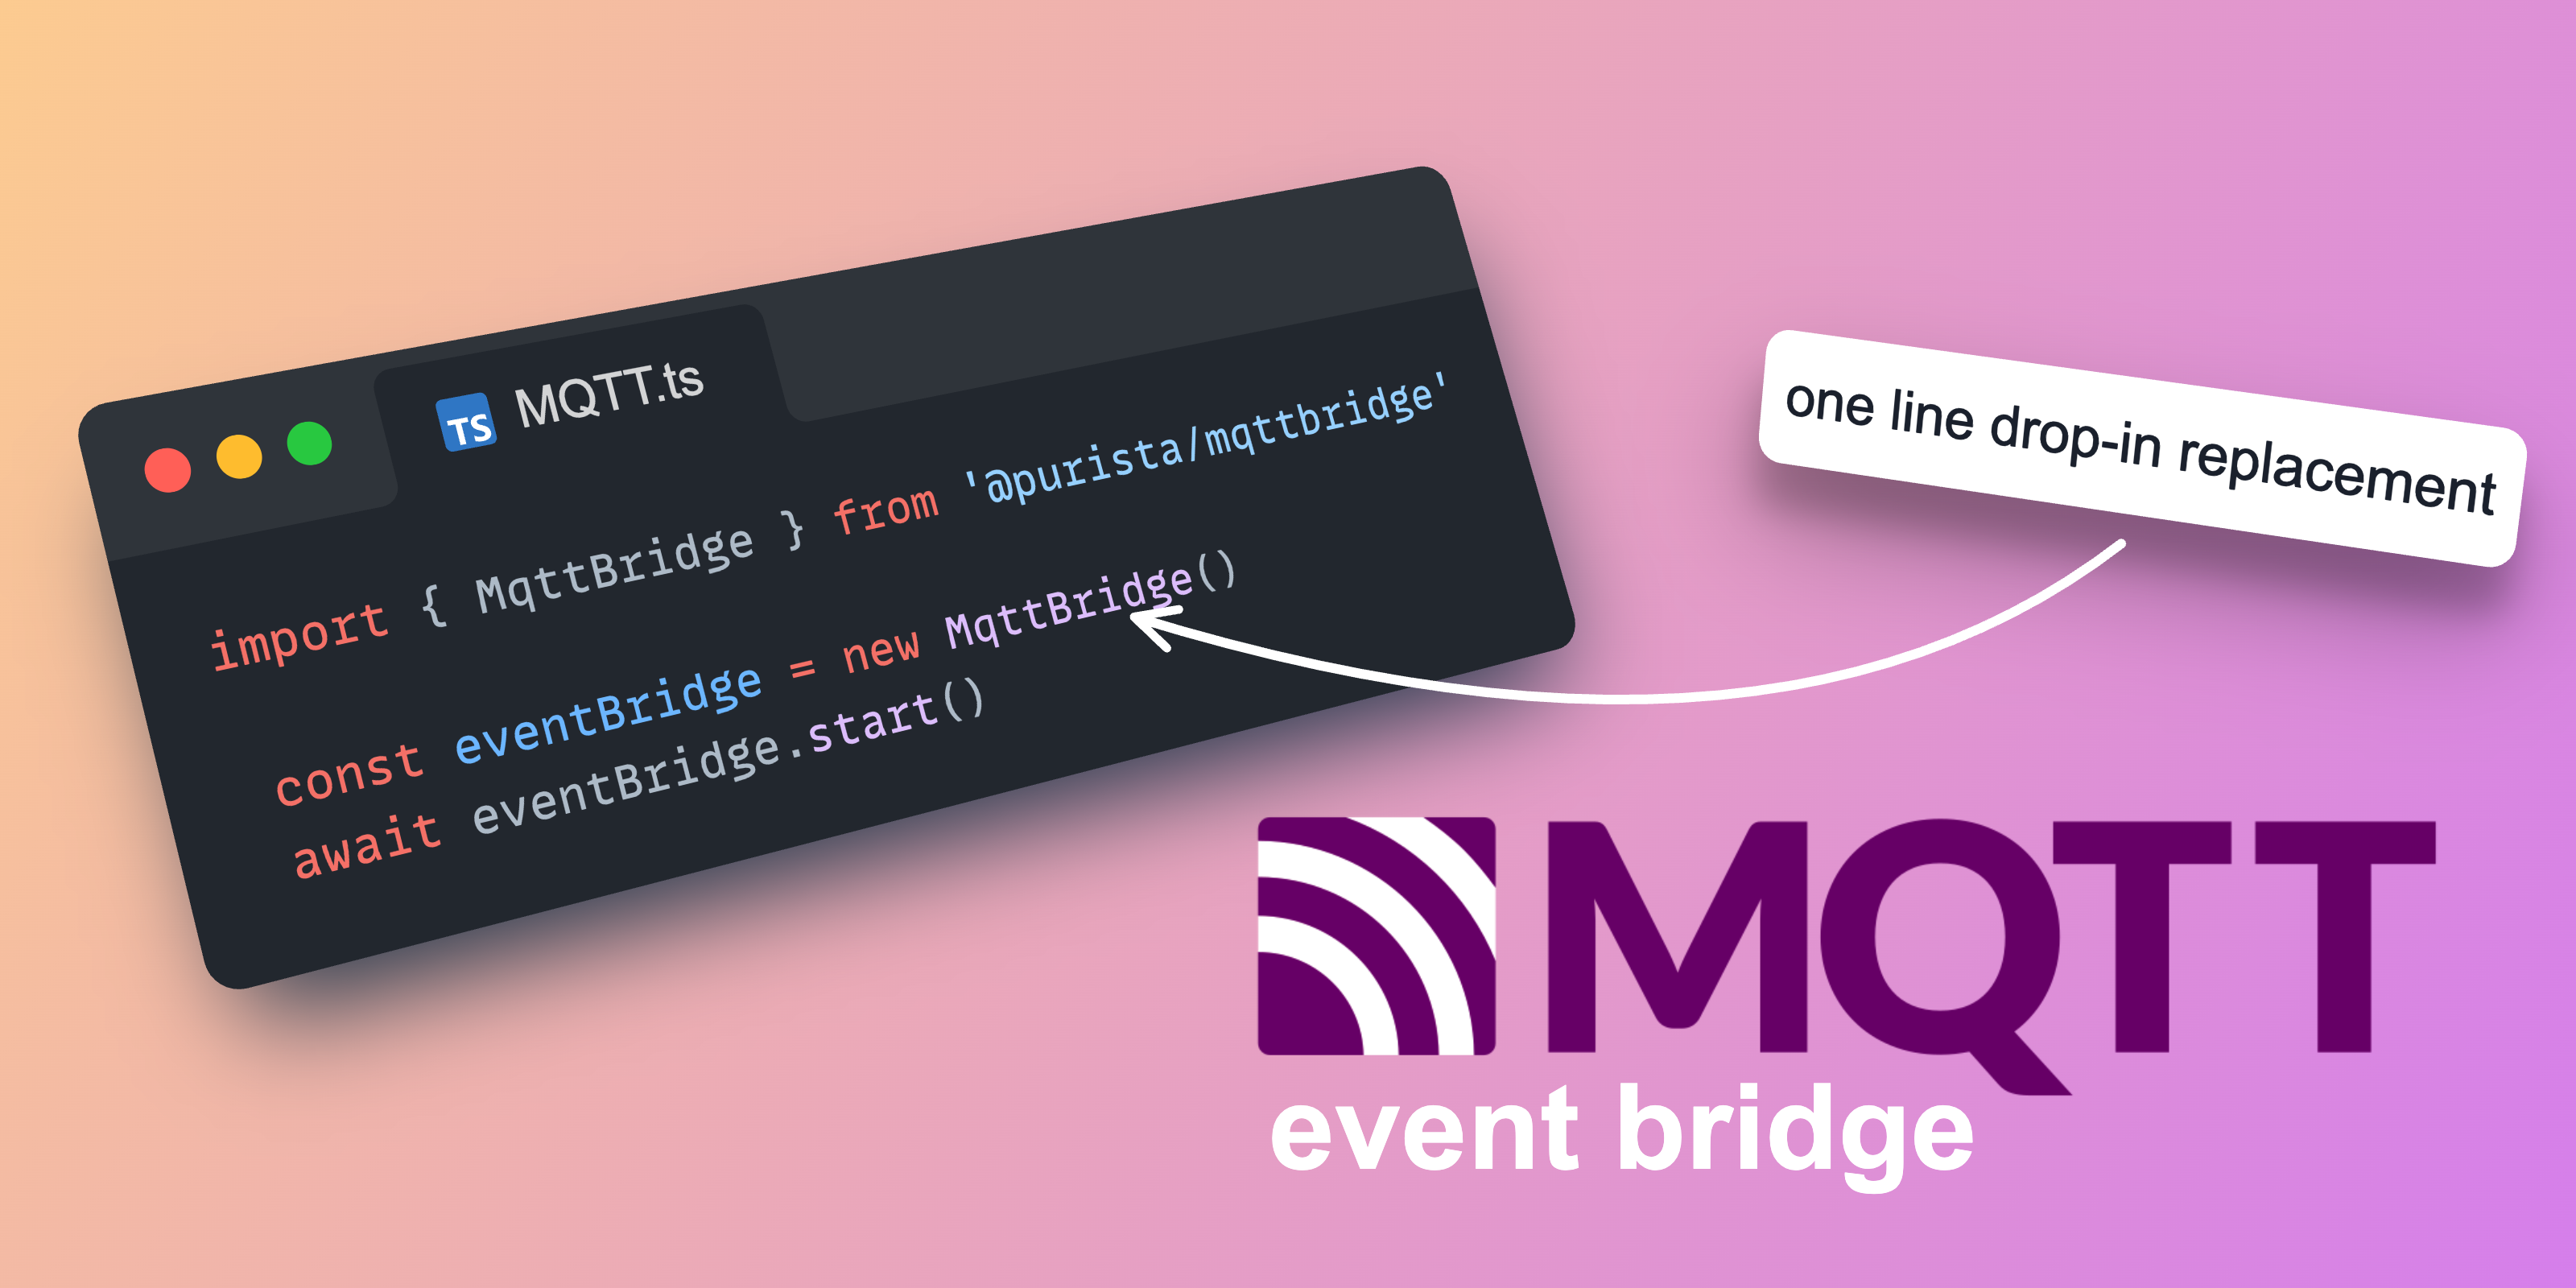 TS MQTT.ts
import { MqttBridge } from '@purista/mqttbridge'
const eventBridge = new MqttBridge()
await eventBridge.start()
one line drop-in replacement
MQTT
event bridge